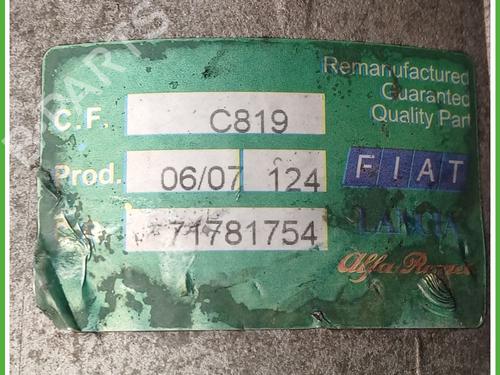 Remanufactured
Guaranteed
Quality Part
C.F. C819
Prod. 06/07 124
FIAT
71781754
LANCIA
Alfa Romeo